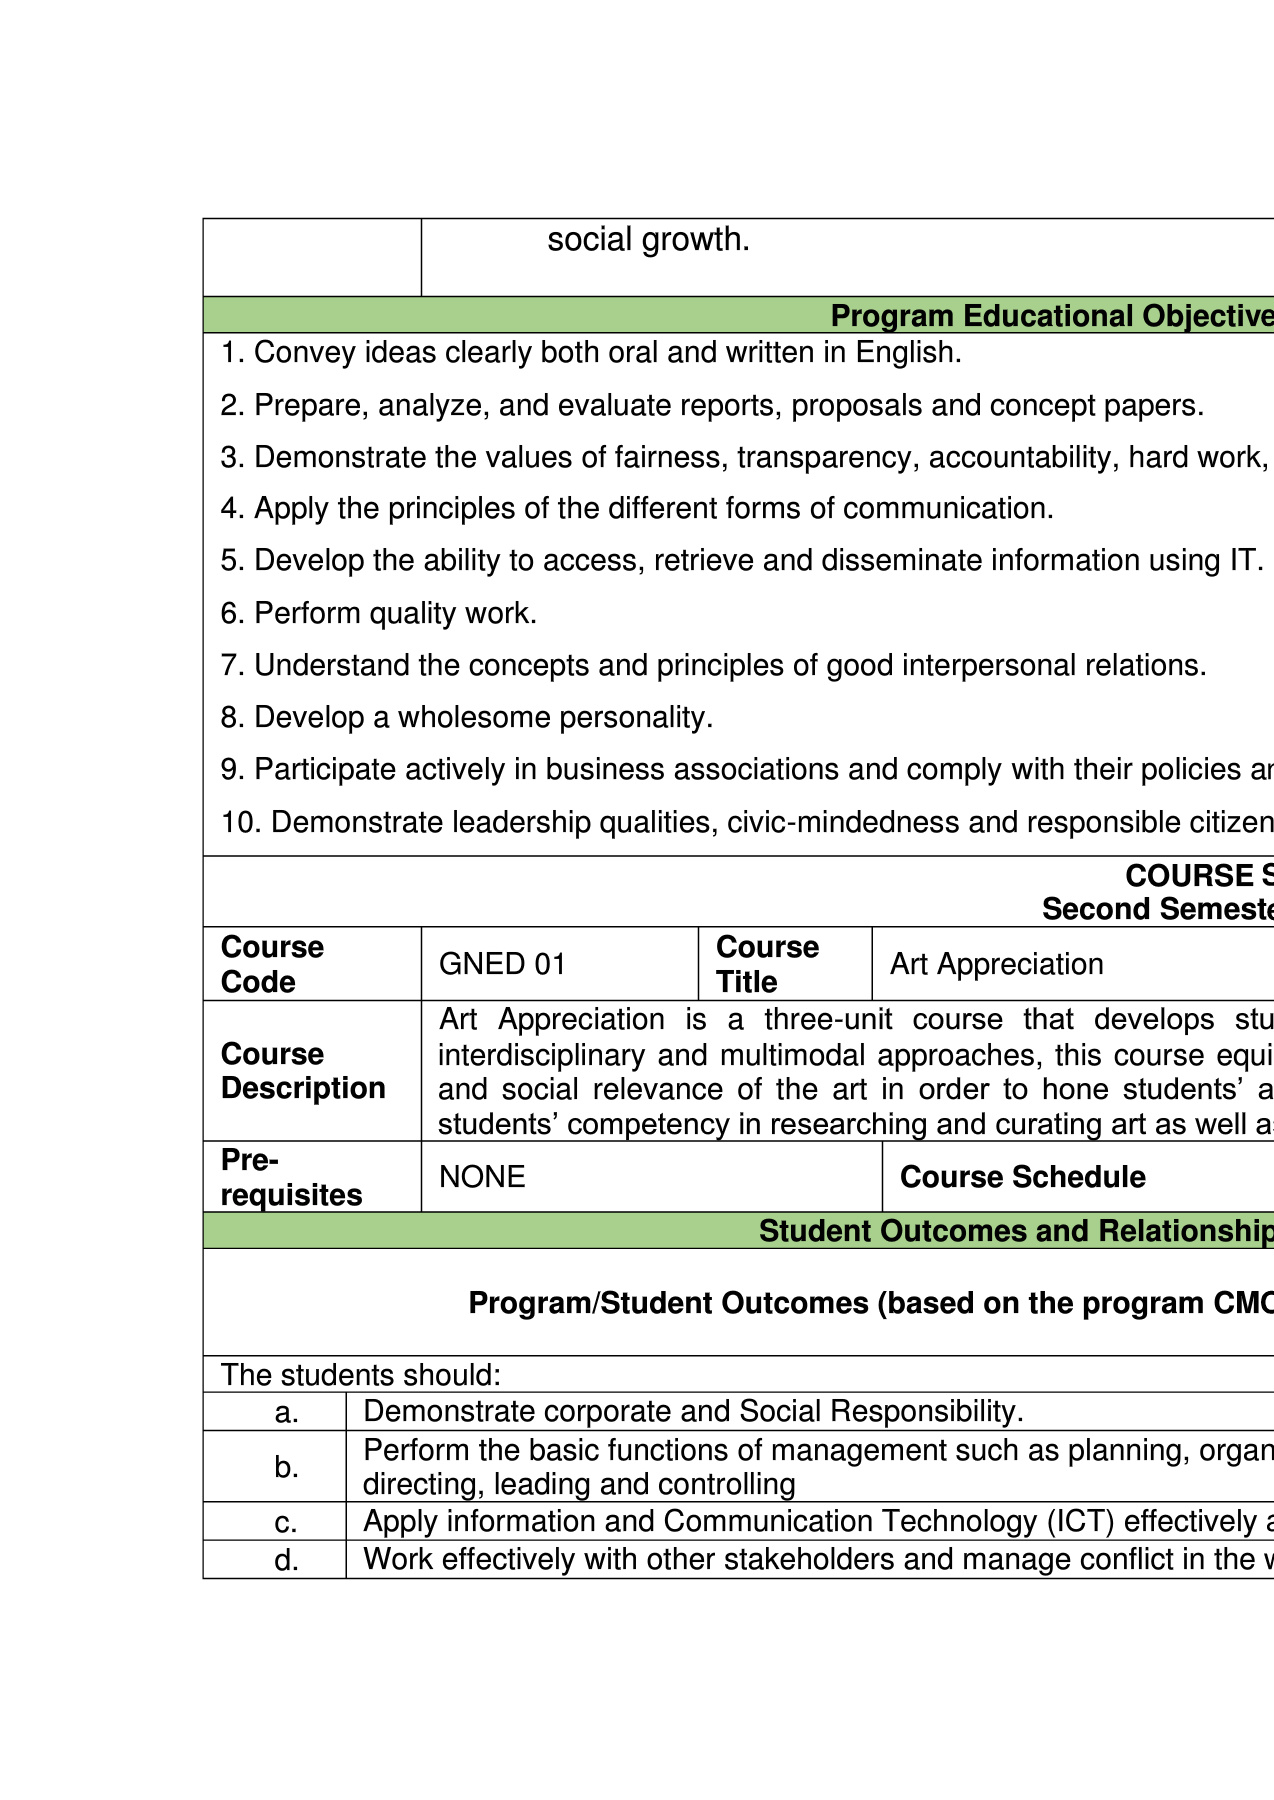 social growth.
Program Educational Objective
1. Convey ideas clearly both oral and written in English.
2. Prepare, analyze, and evaluate reports, proposals and concept papers.
3. Demonstrate the values of fairness, transparency, accountability, hard work,
4. Apply the principles of the different forms of communication.
5. Develop the ability to access, retrieve and disseminate information using IT.
6. Perform quality work.
7. Understand the concepts and principles of good interpersonal relations.
8. Develop a wholesome personality.
9. Participate actively in business associations and comply with their policies
10. Demonstrate leadership qualities, civic-mindedness and responsible citizen
COURSE S
Second Semeste
Course
Code
GNED 01
Course
Title
Art Appreciation
Course
Description
Art Appreciation is a three-unit course that develops stu
interdisciplinary and multimodal approaches, this course equi
and social relevance of the art in order to hone students’ a
students’ competency in researching and curating art as well
Pre-
requisites
NONE
Course Schedule
Student Outcomes and Relationship
Program/Student Outcomes (based on the program CMO
The students should:
a.
Demonstrate corporate and Social Responsibility.
b.
Perform the basic functions of management such as planning, organ
directing, leading and controlling
c.
Apply information and Communication Technology (ICT) effectively
d.
Work effectively with other stakeholders and manage conflict in the